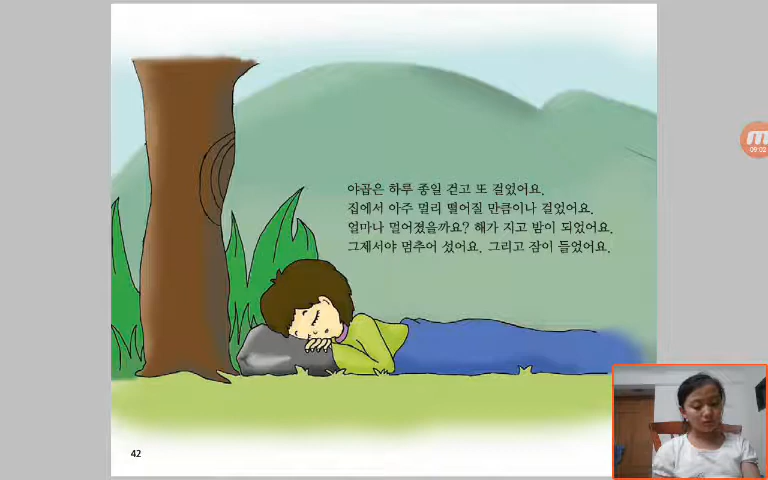 야곱은 하루 종일 걷고 또 걸었어요.
집에서 아주 멀리 떨어질 만큼이나 걸었어요.
얼마나 멀어졌을까요? 해가 지고 밤이 되었어요.
그제서야 멈추어 섰어요. 그리고 잠이 들었어요.
42
m
09:02